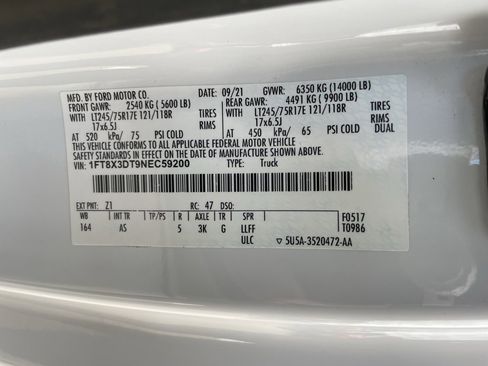 MFD. BY FORD MOTOR CO.
DATE: 09/21 GVWR: 6350 KG (14000 LB)
FRONT GAWR: 2540 KG (5600 LB) REAR GAWR: 4491 KG (9900 LB)
WITH LT245/75R17E 121/118R TIRES WITH LT245/75R17E 121/118R TIRES
17x6.5J RIMS 17x6.5J RIMS
AT 520 kPa/ 75 PSI COLD AT 450 kPa/ 65 PSI COLD DUAL
THIS VEHICLE CONFORMS TO ALL APPLICABLE FEDERAL MOTOR VEHICLE
SAFETY STANDARDS IN EFFECT ON THE DATE OF MANUFACTURE SHOWN ABOVE.
VIN: 1FT8X3DT9NEC59200 TYPE: Truck
EXT PNT: Z1 RC: 47 F0517
WB INT TR TP/PS R AXLE TR SPR T0986
164 AS 5 3K G LLFF
ULC 5U5A-3520472-AA